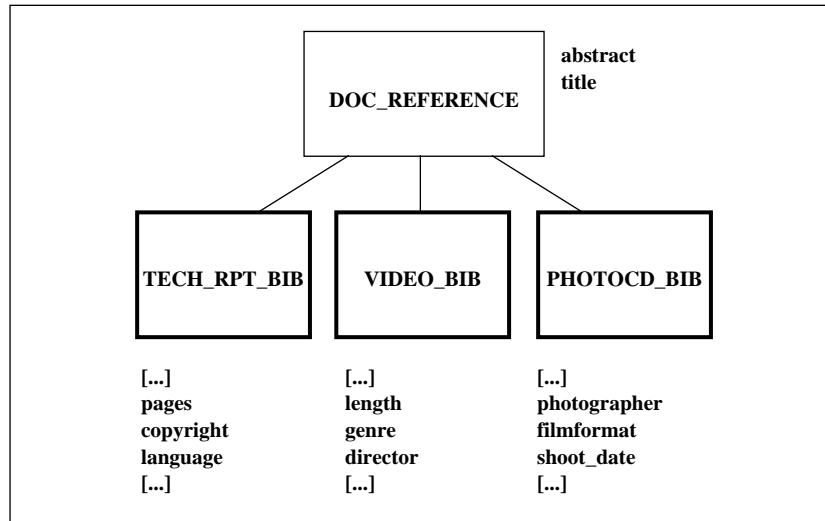 abstract
title
DOC_REFERENCE
TECH_RPT_BIB
VIDEO_BIB
PHOTOCD_BIB
[...]
pages
copyright
language
[...]
[...]
length
genre
director
[...]
[...]
photographer
filmformat
shoot_date
[...]